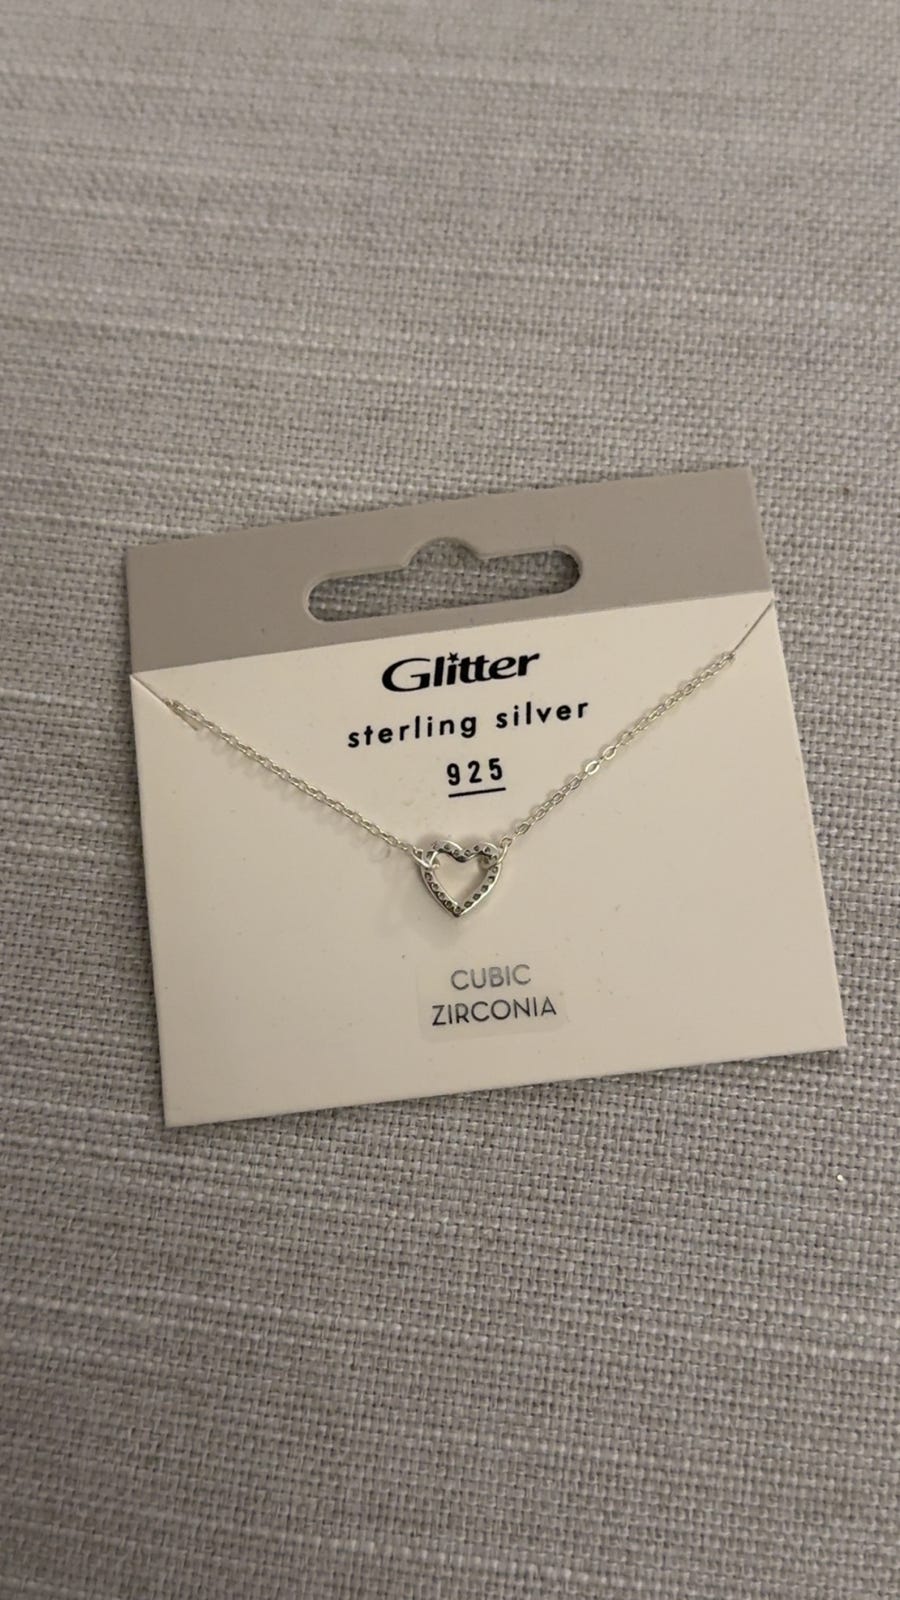 Glitter
sterling silver
925
CUBIC
ZIRCONIA